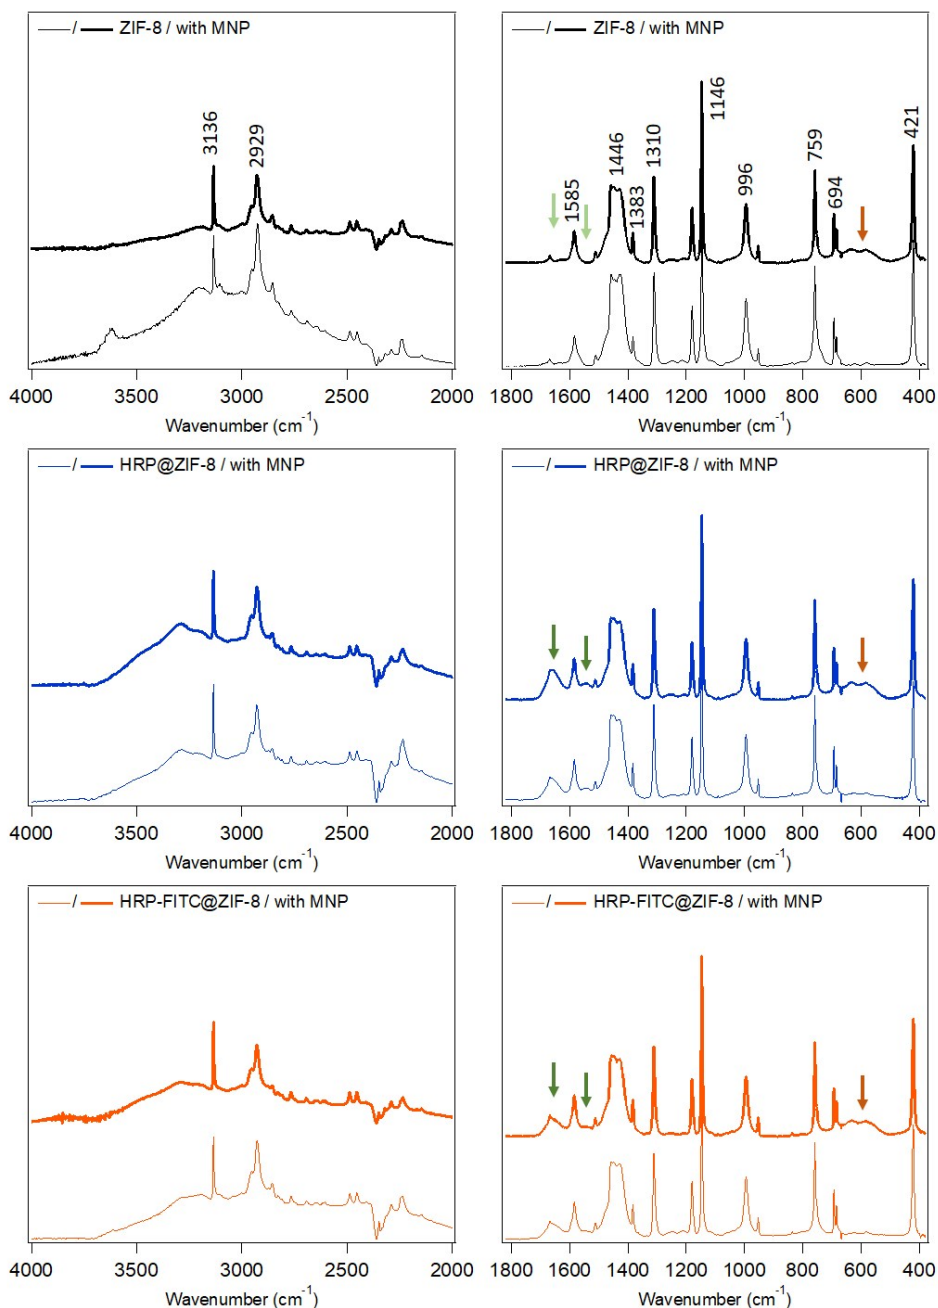 / ZIF-8 / with MNP
3136
2929
4000 3500 3000 2500 2000
Wavenumber (cm-1)
/ ZIF-8 / with MNP
1585
1446
1383
1310
1146
996
759
694
421
1800 1600 1400 1200 1000 800 600 400
Wavenumber (cm-1)
/ HRP@ZIF-8 / with MNP
4000 3500 3000 2500 2000
Wavenumber (cm-1)
/ HRP@ZIF-8 / with MNP
1800 1600 1400 1200 1000 800 600 400
Wavenumber (cm-1)
/ HRP-FITC@ZIF-8 / with MNP
4000 3500 3000 2500 2000
Wavenumber (cm-1)
/ HRP-FITC@ZIF-8 / with MNP
1800 1600 1400 1200 1000 800 600 400
Wavenumber (cm-1)